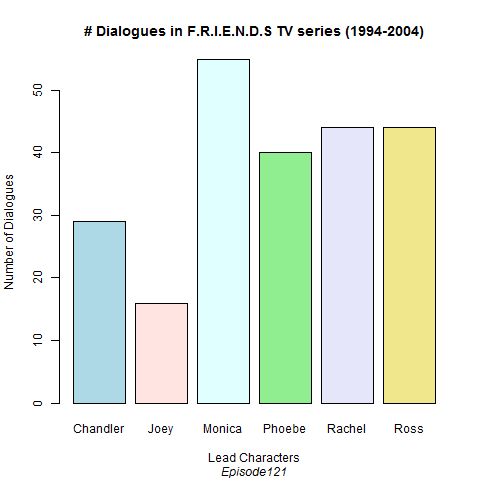 # Dialogues in F.R.I.E.N.D.S TV series (1994-2004)
Number of Dialogues
50
40
30
20
10
0
Chandler Joey Monica Phoebe Rachel Ross
Lead Characters
Episode121